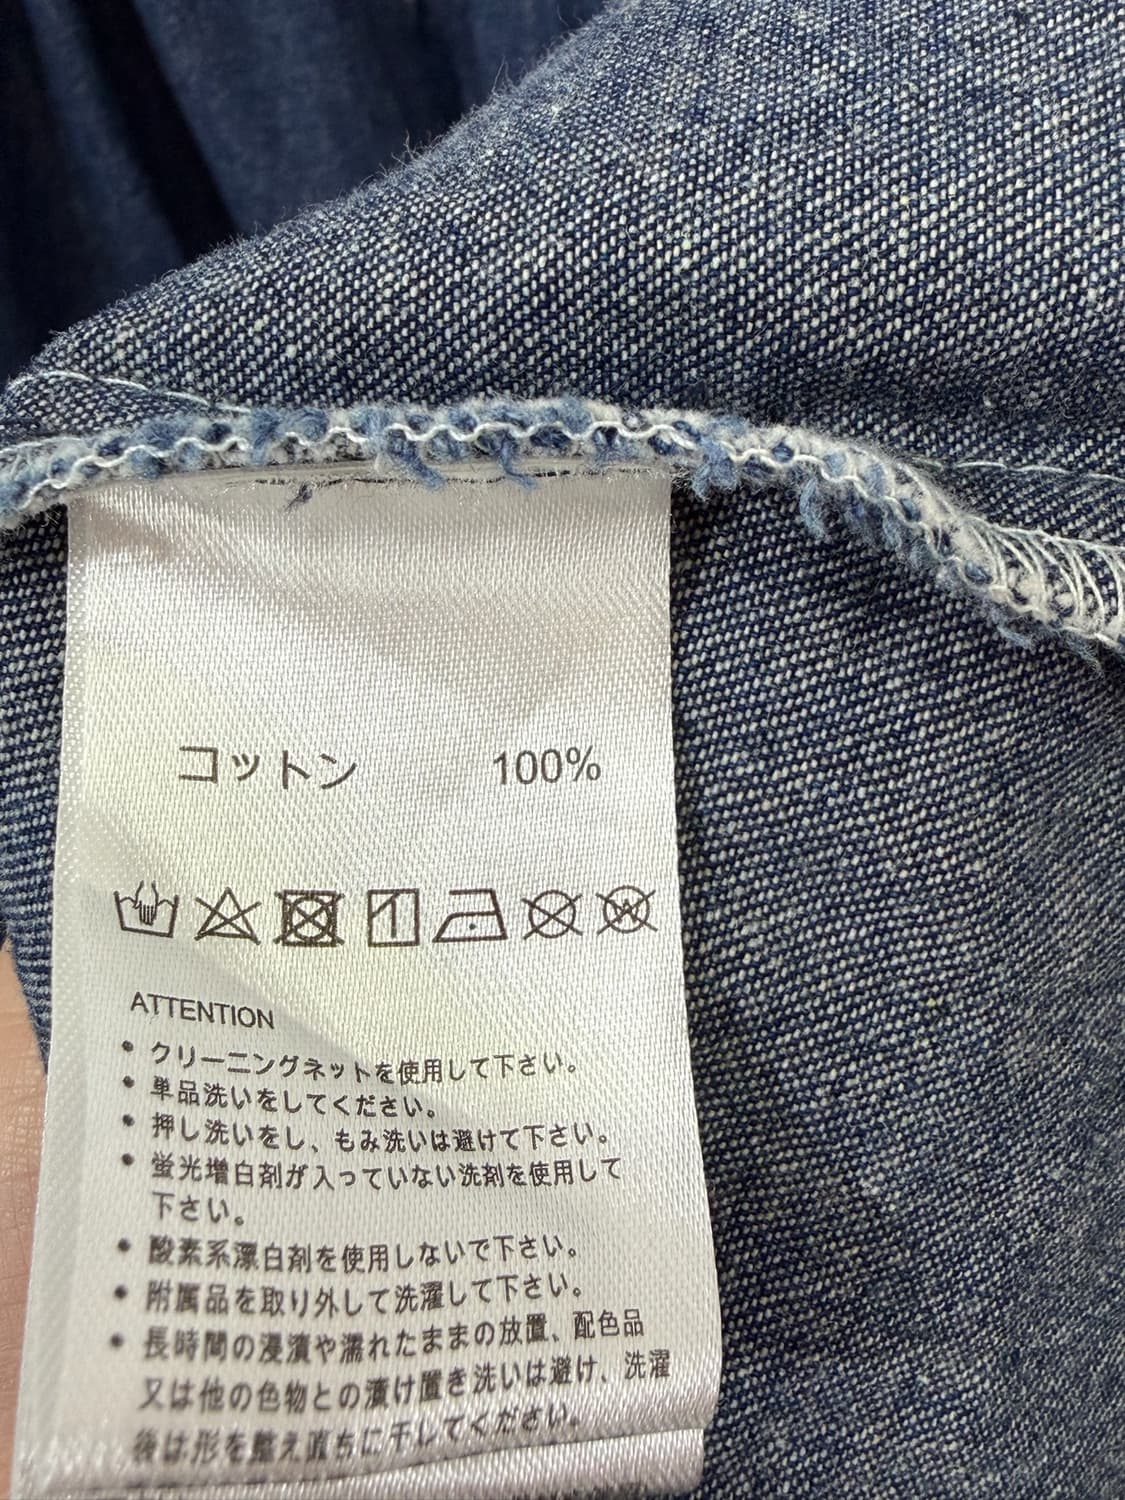 コットン 100%
ATTENTION
• クリーニングネットを使用して下さい。
• 単品洗いをしてください。
• 押し洗いをし、もみ洗いは避けて下さい。
• 蛍光増白剤が入っていない洗剤を使用して
下さい。
• 酸素系漂白剤を使用しないで下さい。
• 附属品を取り外して洗濯して下さい。
• 長時間の浸漬や濡れたままの放置、配色品
又は他の色物との漬け置き洗いは避け、洗濯
後は形を整え直ちに干してください。